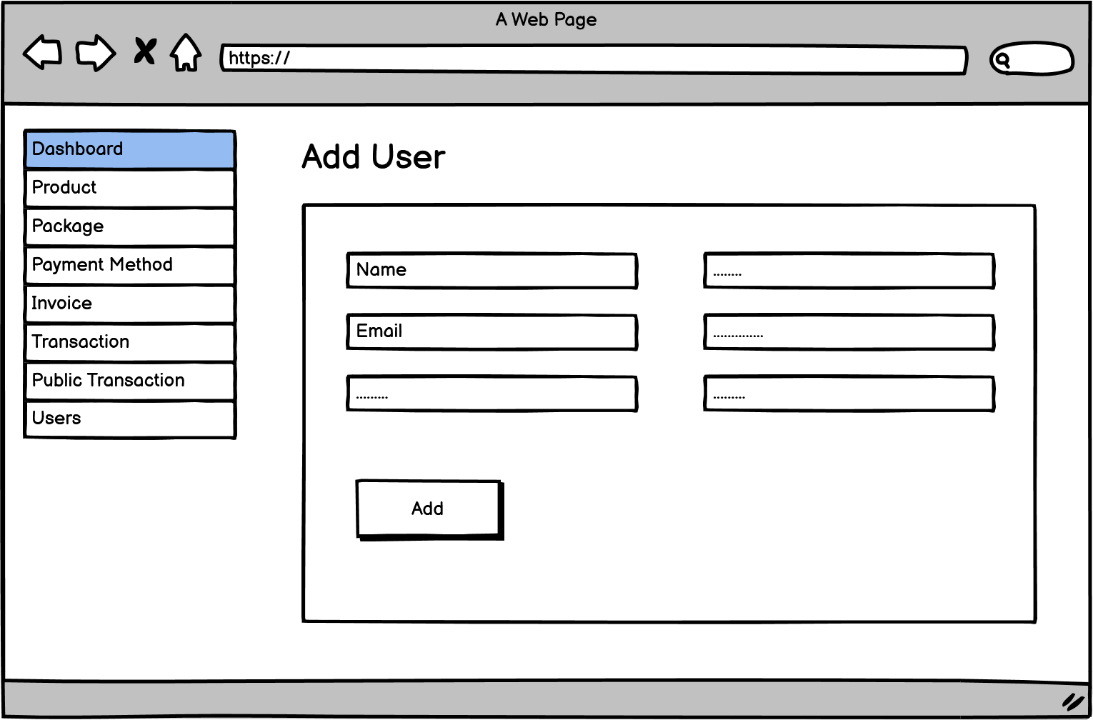 A Web Page
https://
Dashboard
Product
Package
Payment Method
Invoice
Transaction
Public Transaction
Users
Add User
Name
........
Email
..............
.........
.........
Add